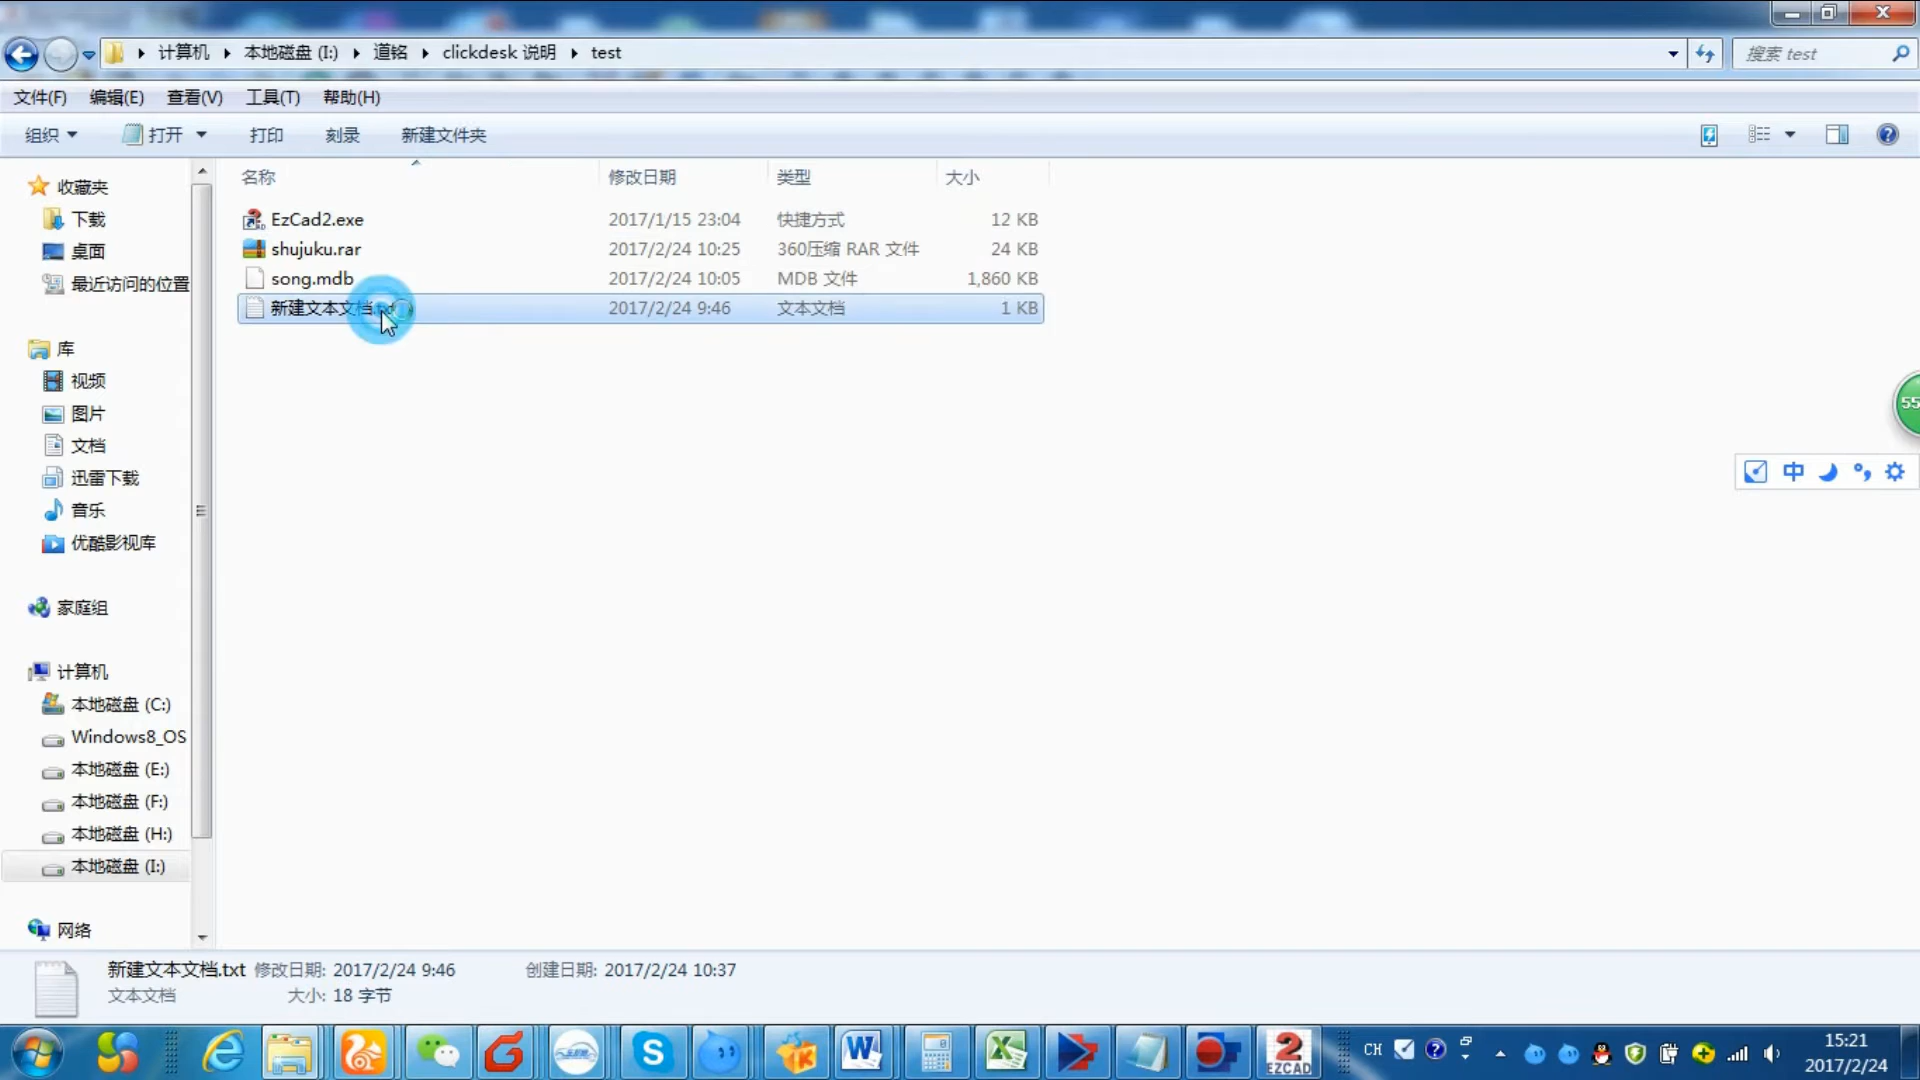 计算机 本地磁盘 (I:) 道铭 clickdesk 说明 test
搜索 test
文件(F) 编辑(E) 查看(V) 工具(T) 帮助(H)
组织 打开 打印 刻录 新建文件夹
名称 修改日期 类型 大小
EzCad2.exe 2017/1/15 23:04 快捷方式 12 KB
shujuku.rar 2017/2/24 10:25 360压缩 RAR 文件 24 KB
song.mdb 2017/2/24 10:05 MDB 文件 1,860 KB
新建文本文档.txt 2017/2/24 9:46 文本文档 1 KB
收藏夹
下载
桌面
最近访问的位置
库
视频
图片
文档
迅雷下载
音乐
优酷影视库
家庭组
计算机
本地磁盘 (C:)
Windows8_OS
本地磁盘 (E:)
本地磁盘 (F:)
本地磁盘 (H:)
本地磁盘 (I:)
网络
55
中
新建文本文档.txt 修改日期: 2017/2/24 9:46 创建日期: 2017/2/24 10:37
文本文档 大小: 18 字节
2
EZCAD
CH
15:21
2017/2/24